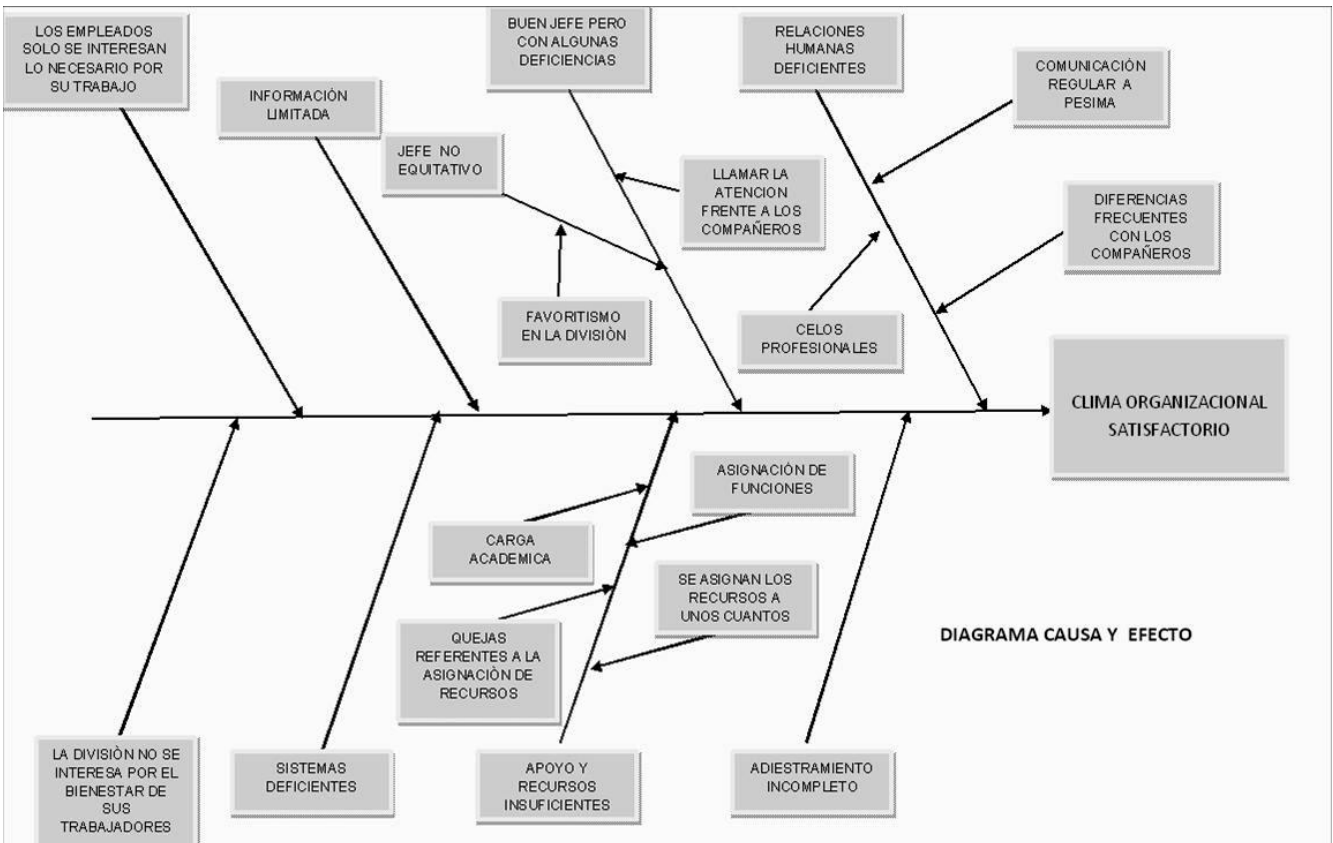 LOS EMPLEADOS
SOLO SE INTERESAN
LO NECESARIO POR
SU TRABAJO
INFORMACIÓN
LIMITADA
BUEN JEFE PERO
CON ALGUNAS
DEFICIENCIAS
RELACIONES
HUMANAS
DEFICIENTES
COMUNICACIÒN
REGULAR A
PESIMA
JEFE NO
EQUITATIVO
LLAMAR LA
ATENCION
FRENTE A LOS
COMPAÑEROS
DIFERENCIAS
FRECUENTES
CON LOS
COMPAÑEROS
FAVORITISMO
EN LA DIVISIÒN
CELOS
PROFESIONALES
CLIMA ORGANIZACIONAL
SATISFACTORIO
ASIGNACIÓN DE
FUNCIONES
CARGA
ACADEMICA
SE ASIGNAN LOS
RECURSOS A
UNOS CUANTOS
QUEJAS
REFERENTES A LA
ASIGNACIÒN DE
RECURSOS
DIAGRAMA CAUSA Y EFECTO
LA DIVISIÒN NO SE
INTERESA POR EL
BIENESTAR DE
SUS
TRABAJADORES
SISTEMAS
DEFICIENTES
APOYO Y
RECURSOS
INSUFICIENTES
ADIESTRAMIENTO
INCOMPLETO